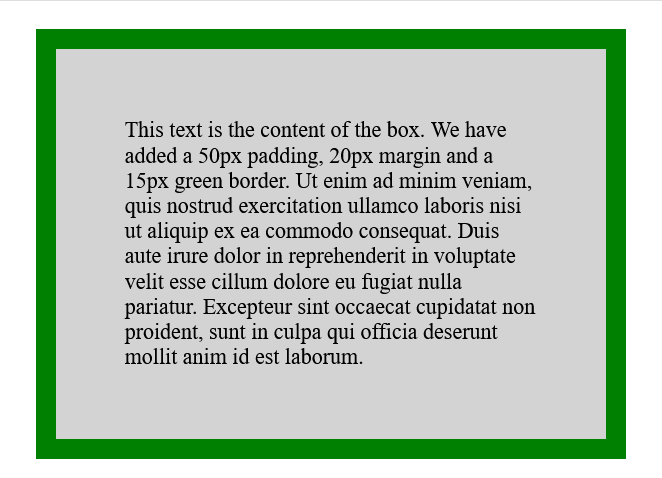 This text is the content of the box. We have
added a 50px padding, 20px margin and a
15px green border. Ut enim ad minim veniam,
quis nostrud exercitation ullamco laboris nisi
ut aliquip ex ea commodo consequat. Duis
aute irure dolor in reprehenderit in voluptate
velit esse cillum dolore eu fugiat nulla
pariatur. Excepteur sint occaecat cupidatat non
proident, sunt in culpa qui officia deserunt
mollit anim id est laborum.